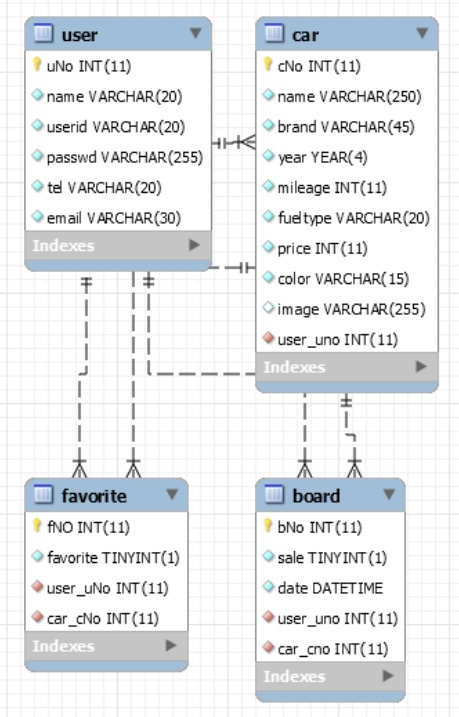 user
uNo INT(11)
name VARCHAR(20)
userid VARCHAR(20)
passwd VARCHAR(255)
tel VARCHAR(20)
email VARCHAR(30)
Indexes
car
cNo INT(11)
name VARCHAR(250)
brand VARCHAR(45)
year YEAR(4)
mileage INT(11)
fueltype VARCHAR(20)
price INT(11)
color VARCHAR(15)
image VARCHAR(255)
user_uno INT(11)
Indexes
favorite
fNO INT(11)
favorite TINYINT(1)
user_uNo INT(11)
car_cNo INT(11)
Indexes
board
bNo INT(11)
sale TINYINT(1)
date DATETIME
user_uno INT(11)
car_cno INT(11)
Indexes